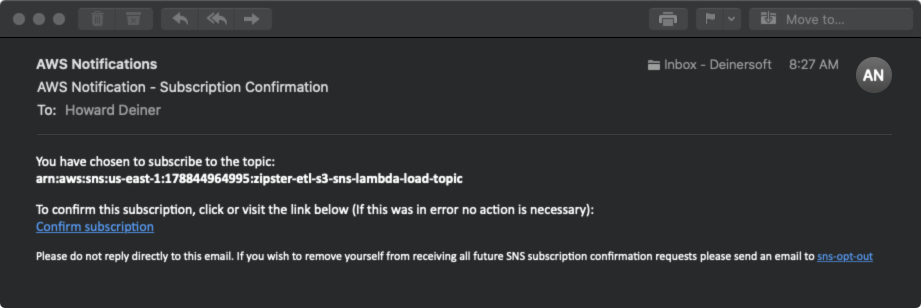 Move to...
AWS Notifications
Inbox - Deinersoft 8:27 AM
AN
AWS Notification - Subscription Confirmation
To: Howard Deiner
You have chosen to subscribe to the topic:
arn:aws:sns:us-east-1:178844964995:zipster-etl-s3-sns-lambda-load-topic
To confirm this subscription, click or visit the link below (If this was in error no action is necessary):
Confirm subscription
Please do not reply directly to this email. If you wish to remove yourself from receiving all future SNS subscription confirmation requests please send an email to sns-opt-out